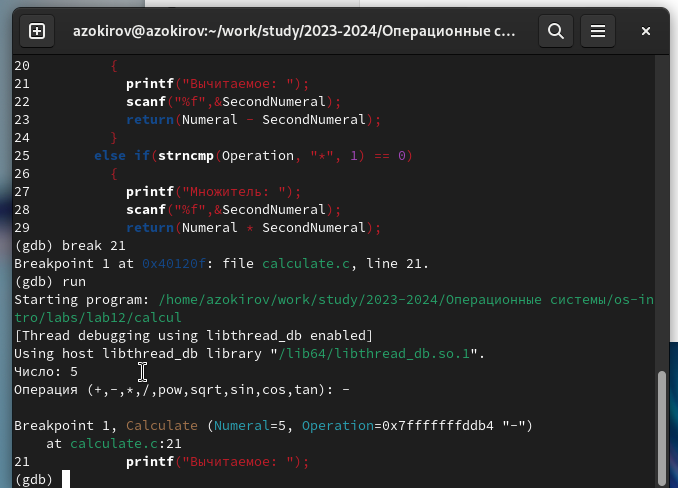 azokirov@azokirov:~/work/study/2023-2024/Операционные с...
20          {
21            printf("Вычитаемое: ");
22            scanf("%f",&SecondNumeral);
23            return(Numeral - SecondNumeral);
24          }
25        else if(strncmp(Operation, "*", 1) == 0)
26          {
27            printf("Множитель: ");
28            scanf("%f",&SecondNumeral);
29            return(Numeral * SecondNumeral);
(gdb) break 21
Breakpoint 1 at 0x40120f: file calculate.c, line 21.
(gdb) run
Starting program: /home/azokirov/work/study/2023-2024/Операционные системы/os-in
tro/labs/lab12/calcul
[Thread debugging using libthread_db enabled]
Using host libthread_db library "/lib64/libthread_db.so.1".
Число: 5
Операция (+,-,*,/,pow,sqrt,sin,cos,tan): -
Breakpoint 1, Calculate (Numeral=5, Operation=0x7fffffffddb4 "-")
    at calculate.c:21
21            printf("Вычитаемое: ");
(gdb)